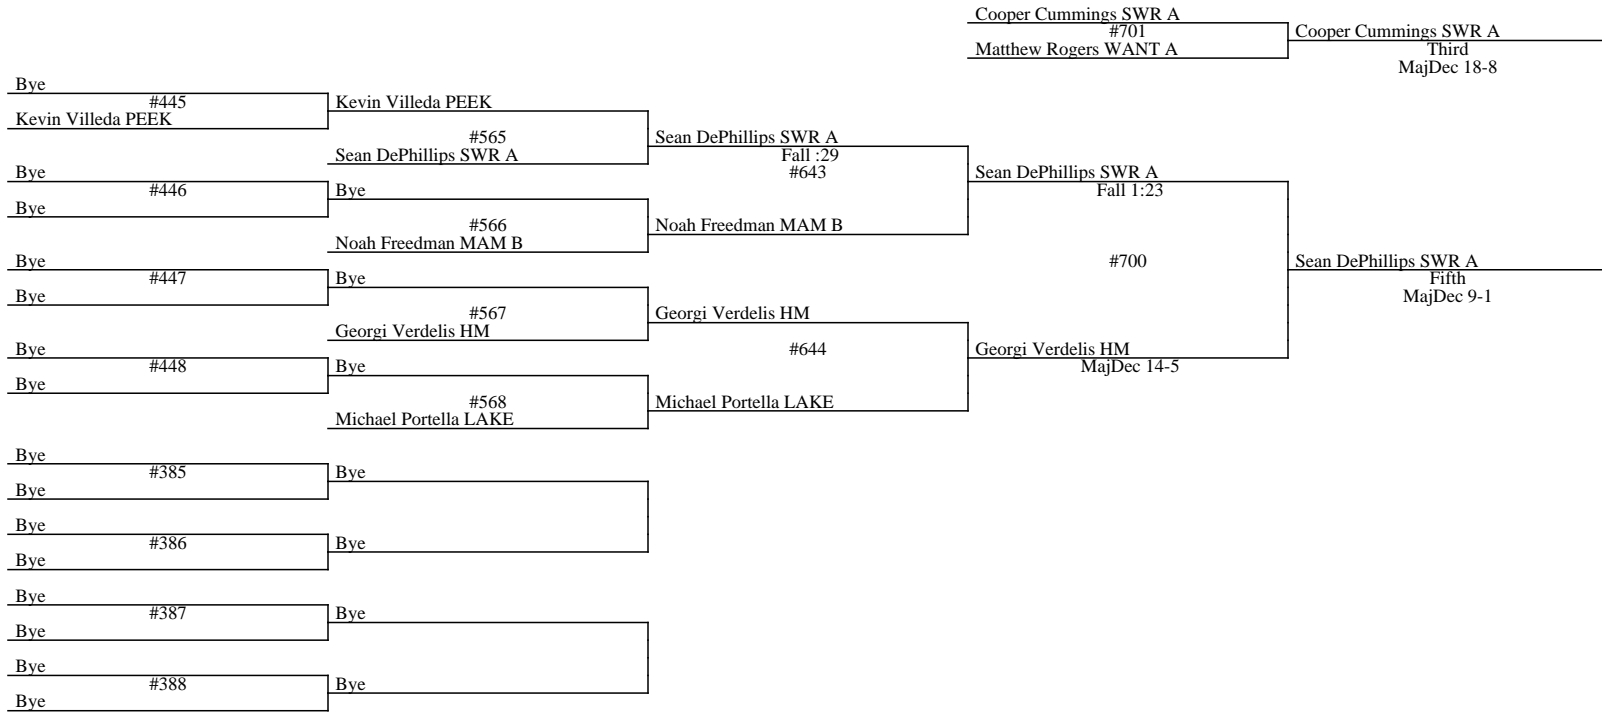 Cooper Cummings SWR A
#701
Cooper Cummings SWR A
Matthew Rogers WANT A
Third
MajDec 18-8
Bye
#445
Kevin Villeda PEEK
Kevin Villeda PEEK
#565
Sean DePhillips SWR A
Sean DePhillips SWR A
Fall :29
#643
Bye
#446
Bye
Bye
#566
Noah Freedman MAM B
Noah Freedman MAM B
Sean DePhillips SWR A
Fall 1:23
#700
Sean DePhillips SWR A
Fifth
MajDec 9-1
Bye
#447
Bye
Bye
#567
Georgi Verdelis HM
Georgi Verdelis HM
#644
Georgi Verdelis HM
MajDec 14-5
Bye
#448
Bye
Bye
#568
Michael Portella LAKE
Michael Portella LAKE
Bye
#385
Bye
Bye
Bye
#386
Bye
Bye
Bye
#387
Bye
Bye
Bye
#388
Bye
Bye